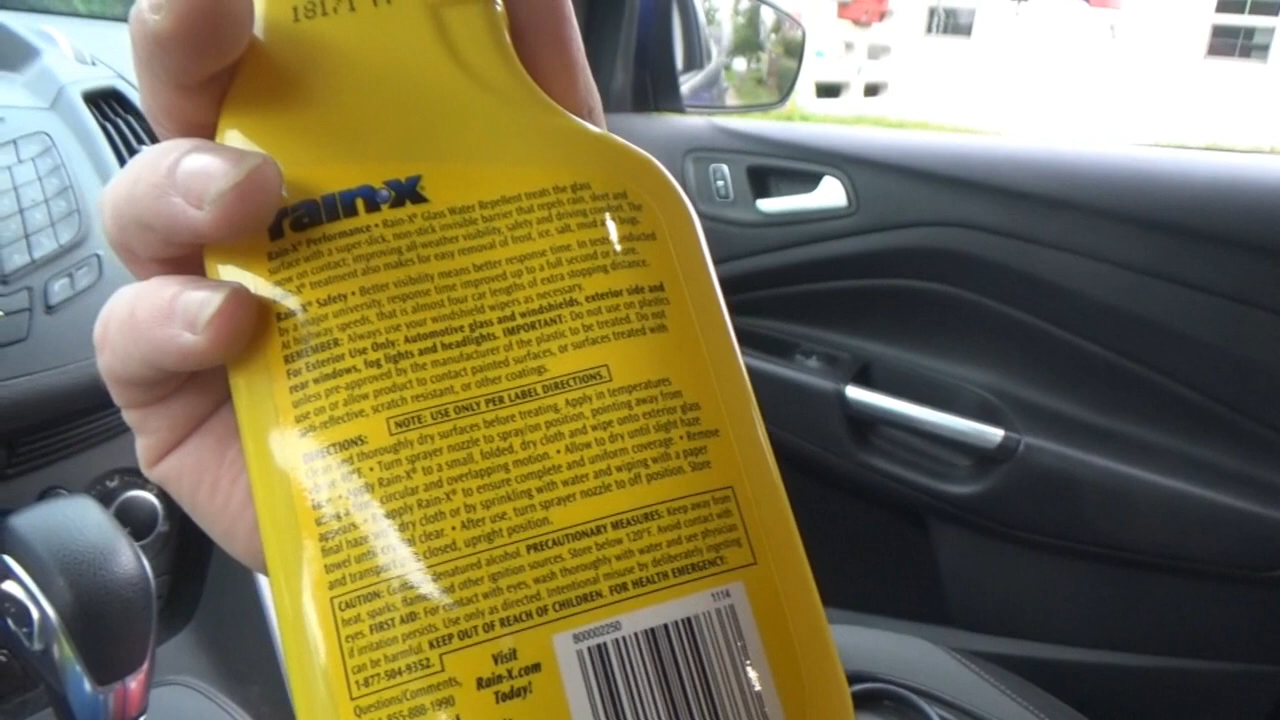 18171
rain-x
Rain-X® Performance • Rain-X® Glass Water Repellent treats the glass
surface with a super-slick, non-stick invisible barrier that repels rain, sleet and
on contact; improving all-weather visibility, safety and driving comfort. The
treatment also makes for easy removal of frost, ice, salt, mud and bugs.
Safety • Better visibility means better response time. In tests conducted
by a major university, response time improved up to a full second or more.
At highway speeds, that is almost four car lengths of extra stopping distance.
REMEMBER: Always use your windshield wipers as necessary.
For Exterior Use Only: Automotive glass and windshields, exterior side and
rear windows, fog lights and headlights. IMPORTANT: Do not use on plastics
unless pre-approved by the manufacturer of the plastic to be treated. Do not
use on or allow product to contact painted surfaces, or surfaces treated with
anti-reflective, scratch resistant, or other coatings.
NOTE: USE ONLY PER LABEL DIRECTIONS.
DIRECTIONS:
Clean and thoroughly dry surfaces before treating. Apply in temperatures
• Turn sprayer nozzle to spray/on position, pointing away from
Rain-X® to a small, folded, dry cloth and wipe onto exterior glass
using a circular and overlapping motion. • Allow to dry until slight haze
appears. Rain-X® to ensure complete and uniform coverage. • Remove
final haze dry cloth or by sprinkling with water and wiping with a paper
towel until clear. • After use, turn sprayer nozzle to off position. Store
and transport closed, upright position.
CAUTION: denatured alcohol. PRECAUTIONARY MEASURES: Keep away from
heat, sparks, and other ignition sources. Store below 120°F. Avoid contact with
eyes. FIRST AID: For contact with eyes, wash thoroughly with water and see physician
if irritation persists. Use only as directed. Intentional misuse by deliberately ingesting
can be harmful. KEEP OUT OF REACH OF CHILDREN. FOR HEALTH EMERGENCY:
1-877-504-9352.
Questions/Comments,
855-888-1990
Visit
Rain-X.com
Today!
800002250
1114